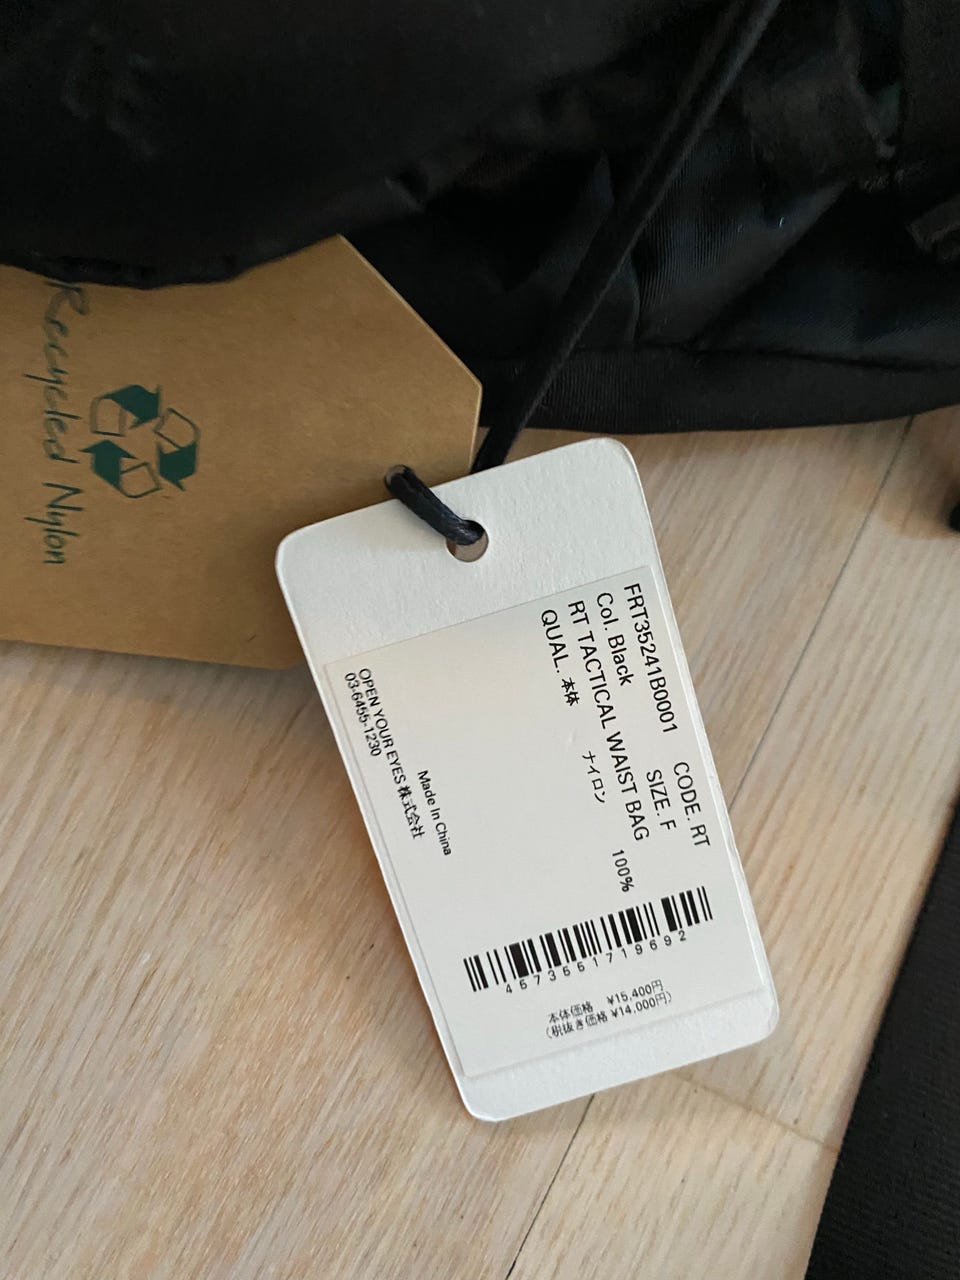 Recycled Nylon
FRT35241B0001 CODE. RT
Col. Black SIZE. F
RT TACTICAL WAIST BAG
QUAL. 本体 ナイロン 100%
Made In China
OPEN YOUR EYES 株式会社
03-6455-1230
4573551719692
本体価格 ¥15,400円
(税抜き価格 ¥14,000円)